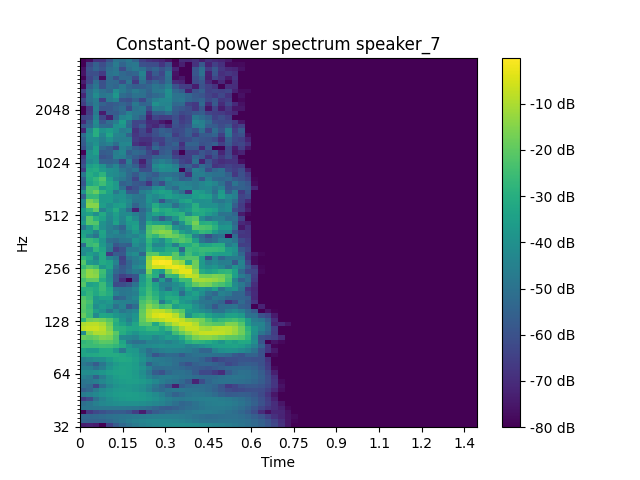 Constant-Q power spectrum speaker_7
Hz
2048
1024
512
256
128
64
32
0 0.15 0.3 0.45 0.6 0.75 0.9 1.1 1.2 1.4
Time
-10 dB
-20 dB
-30 dB
-40 dB
-50 dB
-60 dB
-70 dB
-80 dB